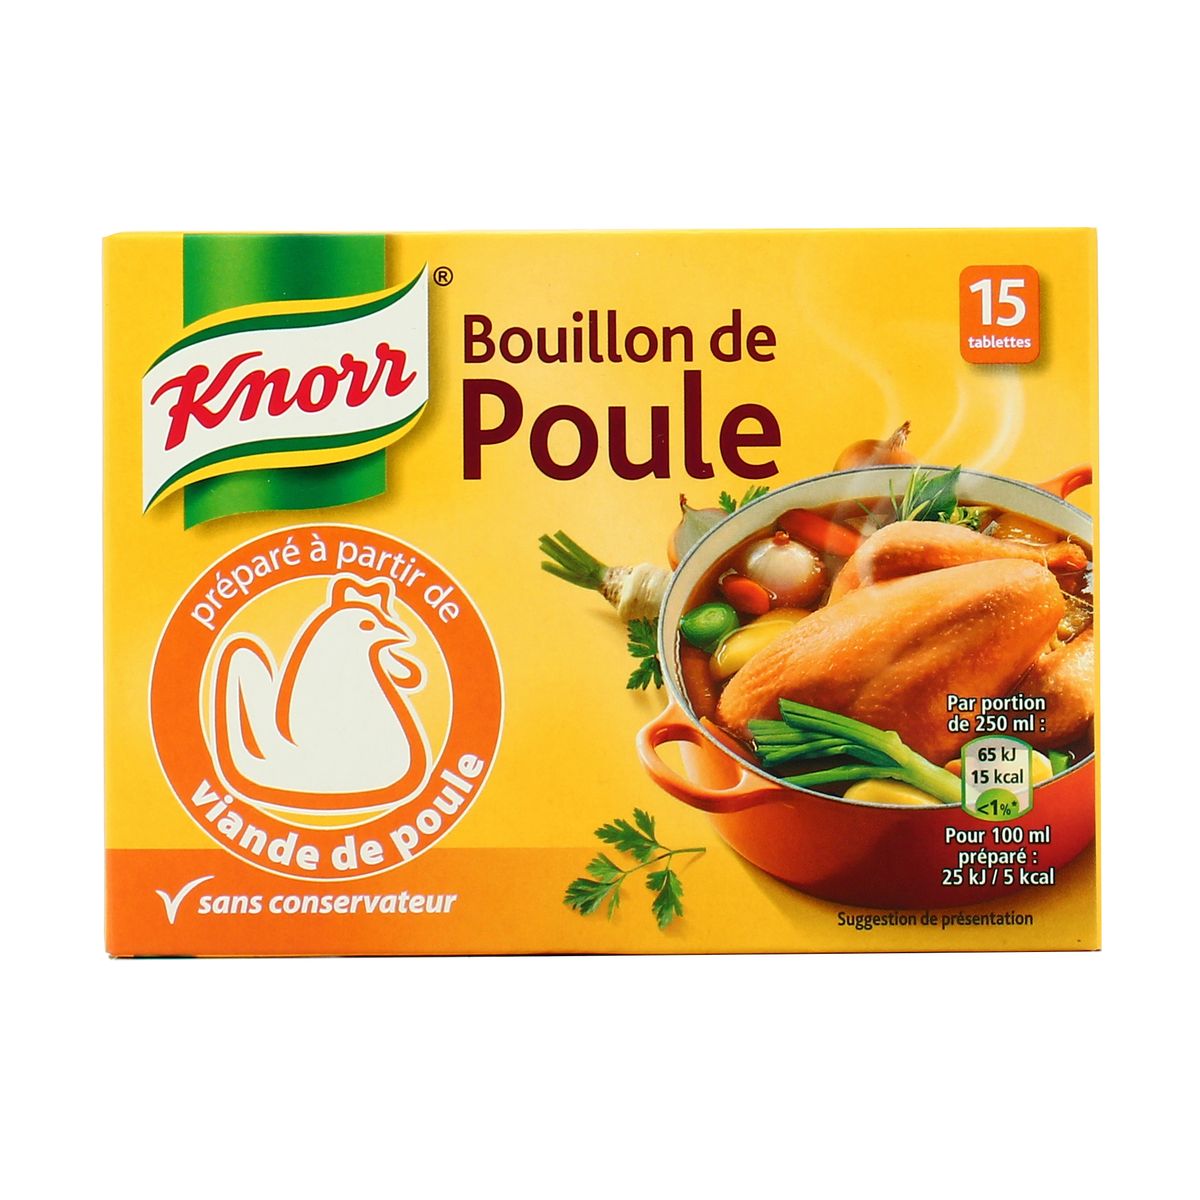 Knorr®
Bouillon de
Poule
15
tablettes
préparé à partir de
viande de poule
sans conservateur
Par portion
de 250 ml :
65 kJ
15 kcal
<1%*
Pour 100 ml
préparé :
25 kJ / 5 kcal
Suggestion de présentation